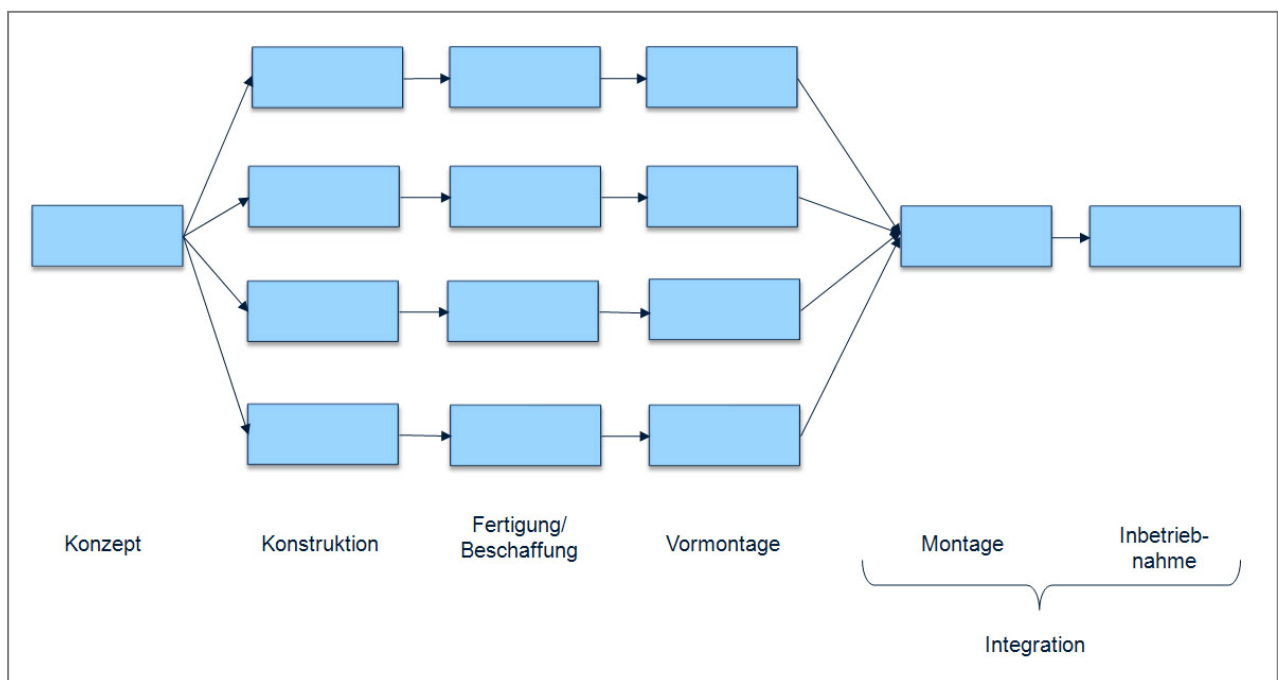 Konzept
Konstruktion
Fertigung/
Beschaffung
Vormontage
Montage
Inbetrieb-
nahme
Integration